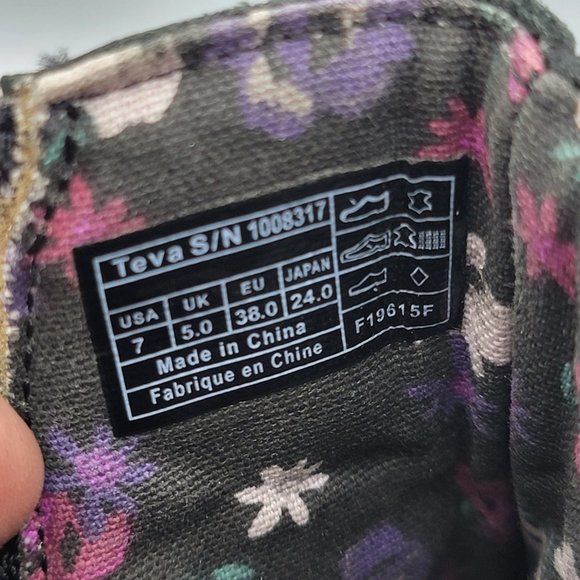 Teva S/N 1008317
USA UK EU JAPAN
7 5.0 38.0 24.0
Made in China
Fabrique en Chine
F19615F